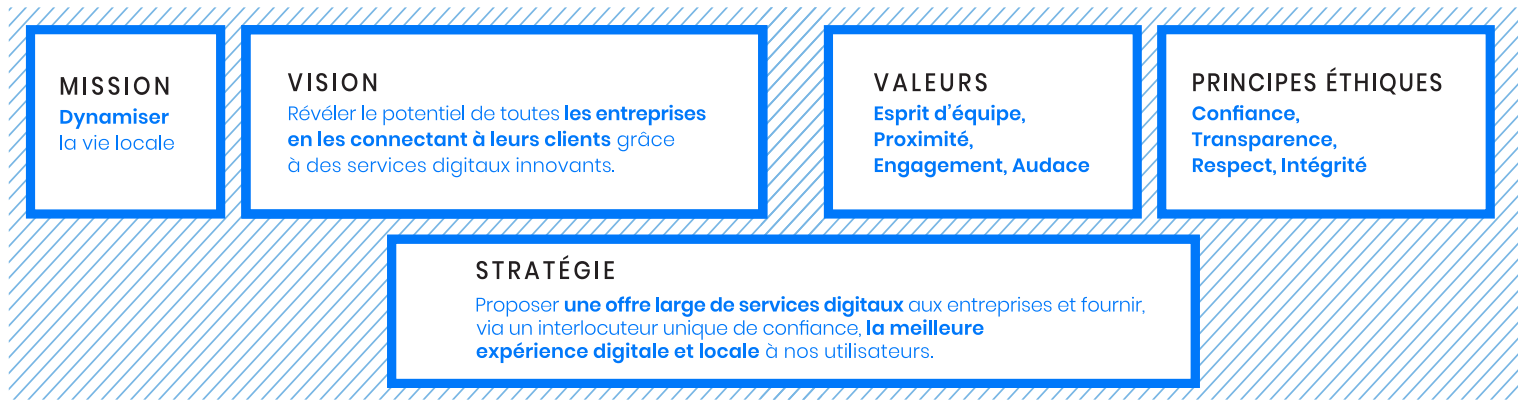 MISSION
Dynamiser
la vie locale
VISION
Révéler le potentiel de toutes les entreprises
en les connectant à leurs clients grâce
à des services digitaux innovants.
VALEURS
Esprit d'équipe,
Proximité,
Engagement, Audace
PRINCIPES ÉTHIQUES
Confiance,
Transparence,
Respect, Intégrité
STRATÉGIE
Proposer une offre large de services digitaux aux entreprises et fournir,
via un interlocuteur unique de confiance, la meilleure
expérience digitale et locale à nos utilisateurs.